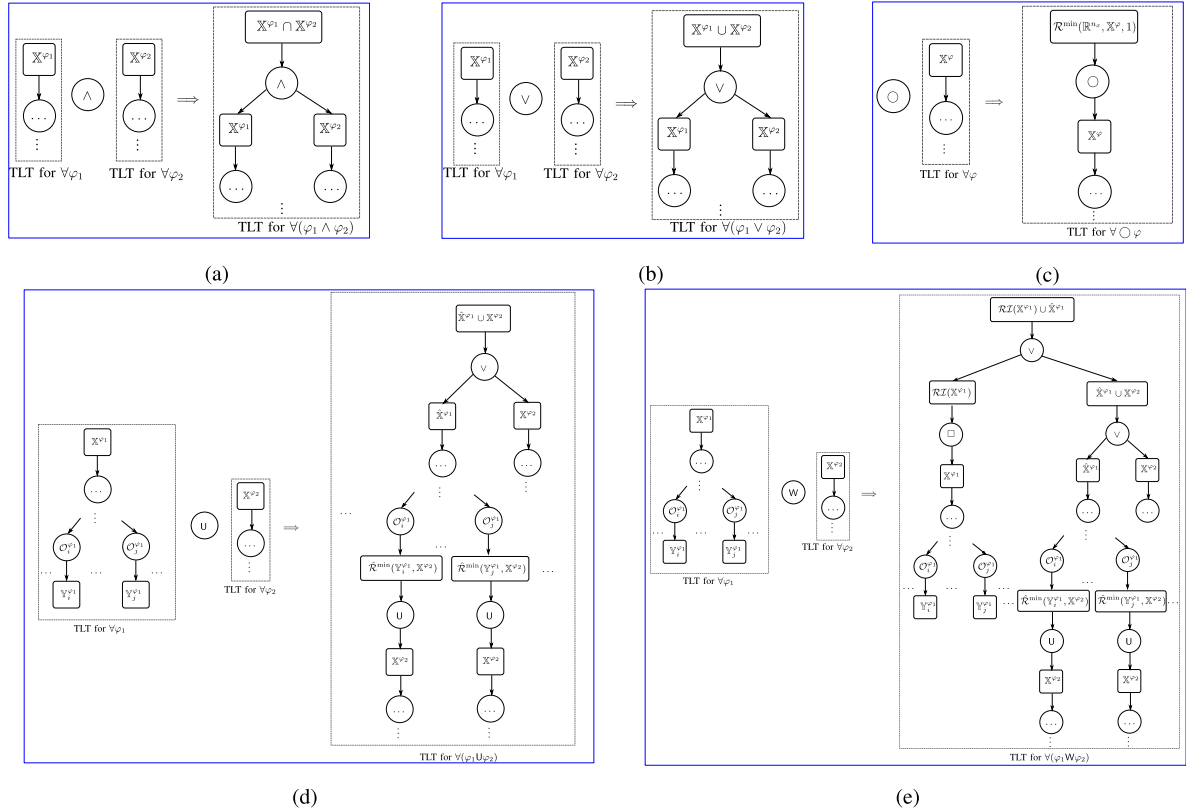 𝕏^{φ₁}
...
⋮
TLT for ∀φ₁
∧
𝕏^{φ₂}
...
⋮
TLT for ∀φ₂
⟹
𝕏^{φ₁} ∩ 𝕏^{φ₂}
∧
𝕏^{φ₁} 𝕏^{φ₂}
... ...
⋮
TLT for ∀(φ₁ ∧ φ₂)
(a)
𝕏^{φ₁}
...
⋮
TLT for ∀φ₁
∨
𝕏^{φ₂}
...
⋮
TLT for ∀φ₂
⟹
𝕏^{φ₁} ∪ 𝕏^{φ₂}
∨
𝕏^{φ₁} 𝕏^{φ₂}
... ...
⋮
TLT for ∀(φ₁ ∨ φ₂)
(b)
○
𝕏^{φ}
...
⋮
TLT for ∀φ
⟹
ℛ^{min}(ℝ^{n_x}, 𝕏^{φ}, 1)
○
𝕏^{φ}
...
⋮
TLT for ∀ ○ φ
(c)
𝕏^{φ₁}
...
⋮
𝒪_i^{φ₁} 𝒪_j^{φ₁}
... ... ...
𝕐_i^{φ₁} 𝕐_j^{φ₁}
TLT for ∀φ₁
U
𝕏^{φ₂}
...
⋮
TLT for ∀φ₂
⟹
𝕏̂^{φ₁} ∪ 𝕏^{φ₂}
∨
𝕏̂^{φ₁} 𝕏^{φ₂}
... ...
⋮ ⋮
...
𝒪_i^{φ₁} 𝒪_j^{φ₁}
...
ℛ̂^{min}(𝕐_i^{φ₁}, 𝕏^{φ₂}) ℛ̂^{min}(𝕐_j^{φ₁}, 𝕏^{φ₂}) ...
U U
𝕏^{φ₂} 𝕏^{φ₂}
... ...
⋮ ⋮
TLT for ∀(φ₁Uφ₂)
(d)
𝕏^{φ₁}
...
⋮
𝒪_i^{φ₁} 𝒪_j^{φ₁}
... ... ...
𝕐_i^{φ₁} 𝕐_j^{φ₁}
TLT for ∀φ₁
W
𝕏^{φ₂}
...
⋮
TLT for ∀φ₂
⟹
ℛℐ(𝕏^{φ₁}) ∪ 𝕏̂^{φ₁}
∨
ℛℐ(𝕏^{φ₁}) 𝕏̂^{φ₁} ∪ 𝕏^{φ₂}
□ ∨
𝕏^{φ₁} 𝕏̂^{φ₁} 𝕏^{φ₂}
... ... ...
⋮ ⋮ ⋮
𝒪_i^{φ₁} 𝒪_j^{φ₁} 𝒪_i^{φ₁} 𝒪_j^{φ₁}
... ... ... ...
𝕐_i^{φ₁} 𝕐_j^{φ₁} ℛ̂^{min}(𝕐_i^{φ₁}, 𝕏^{φ₂}) ℛ̂^{min}(𝕐_j^{φ₁}, 𝕏^{φ₂}) ...
U U
𝕏^{φ₂} 𝕏^{φ₂}
... ...
⋮ ⋮
TLT for ∀(φ₁Wφ₂)
(e)